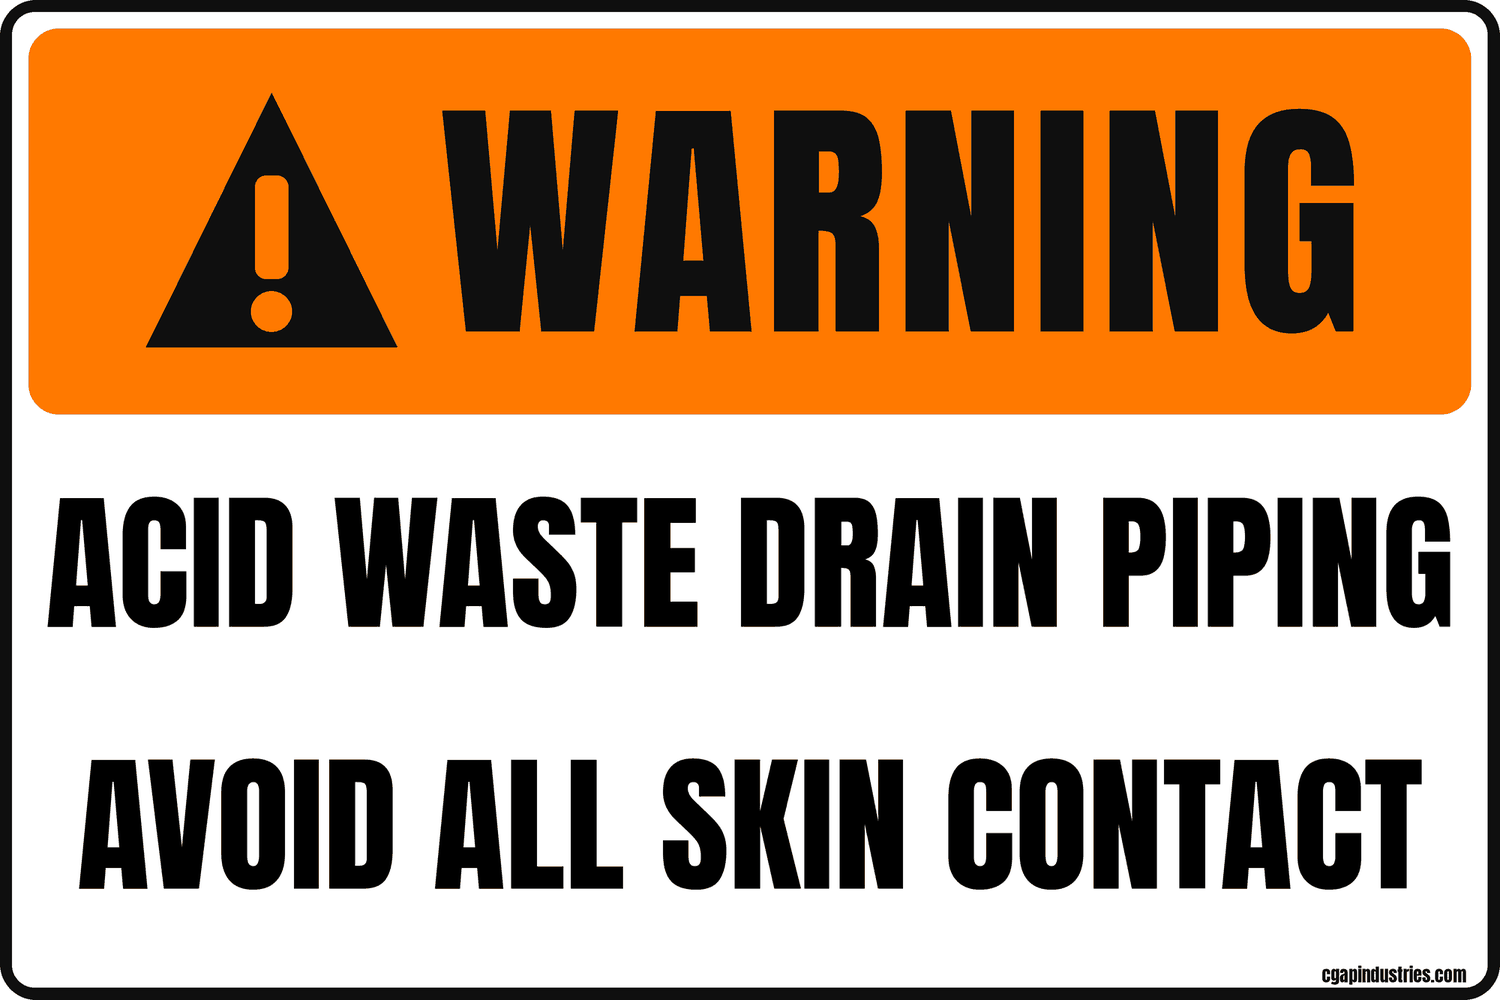 WARNING
ACID WASTE DRAIN PIPING
AVOID ALL SKIN CONTACT
cgapindustries.com